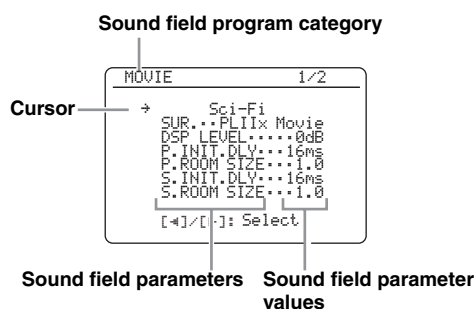 Sound field program category
MOVIE 1/2
Cursor
→ Sci-Fi
SUR.··PLIIx Movie
DSP LEVEL·····0dB
P.INIT.DLY···16ms
P.ROOM SIZE···1.0
S.INIT.DLY···16ms
S.ROOM SIZE···1.0
[◀]/[▷]: Select
Sound field parameters
Sound field parameter
values